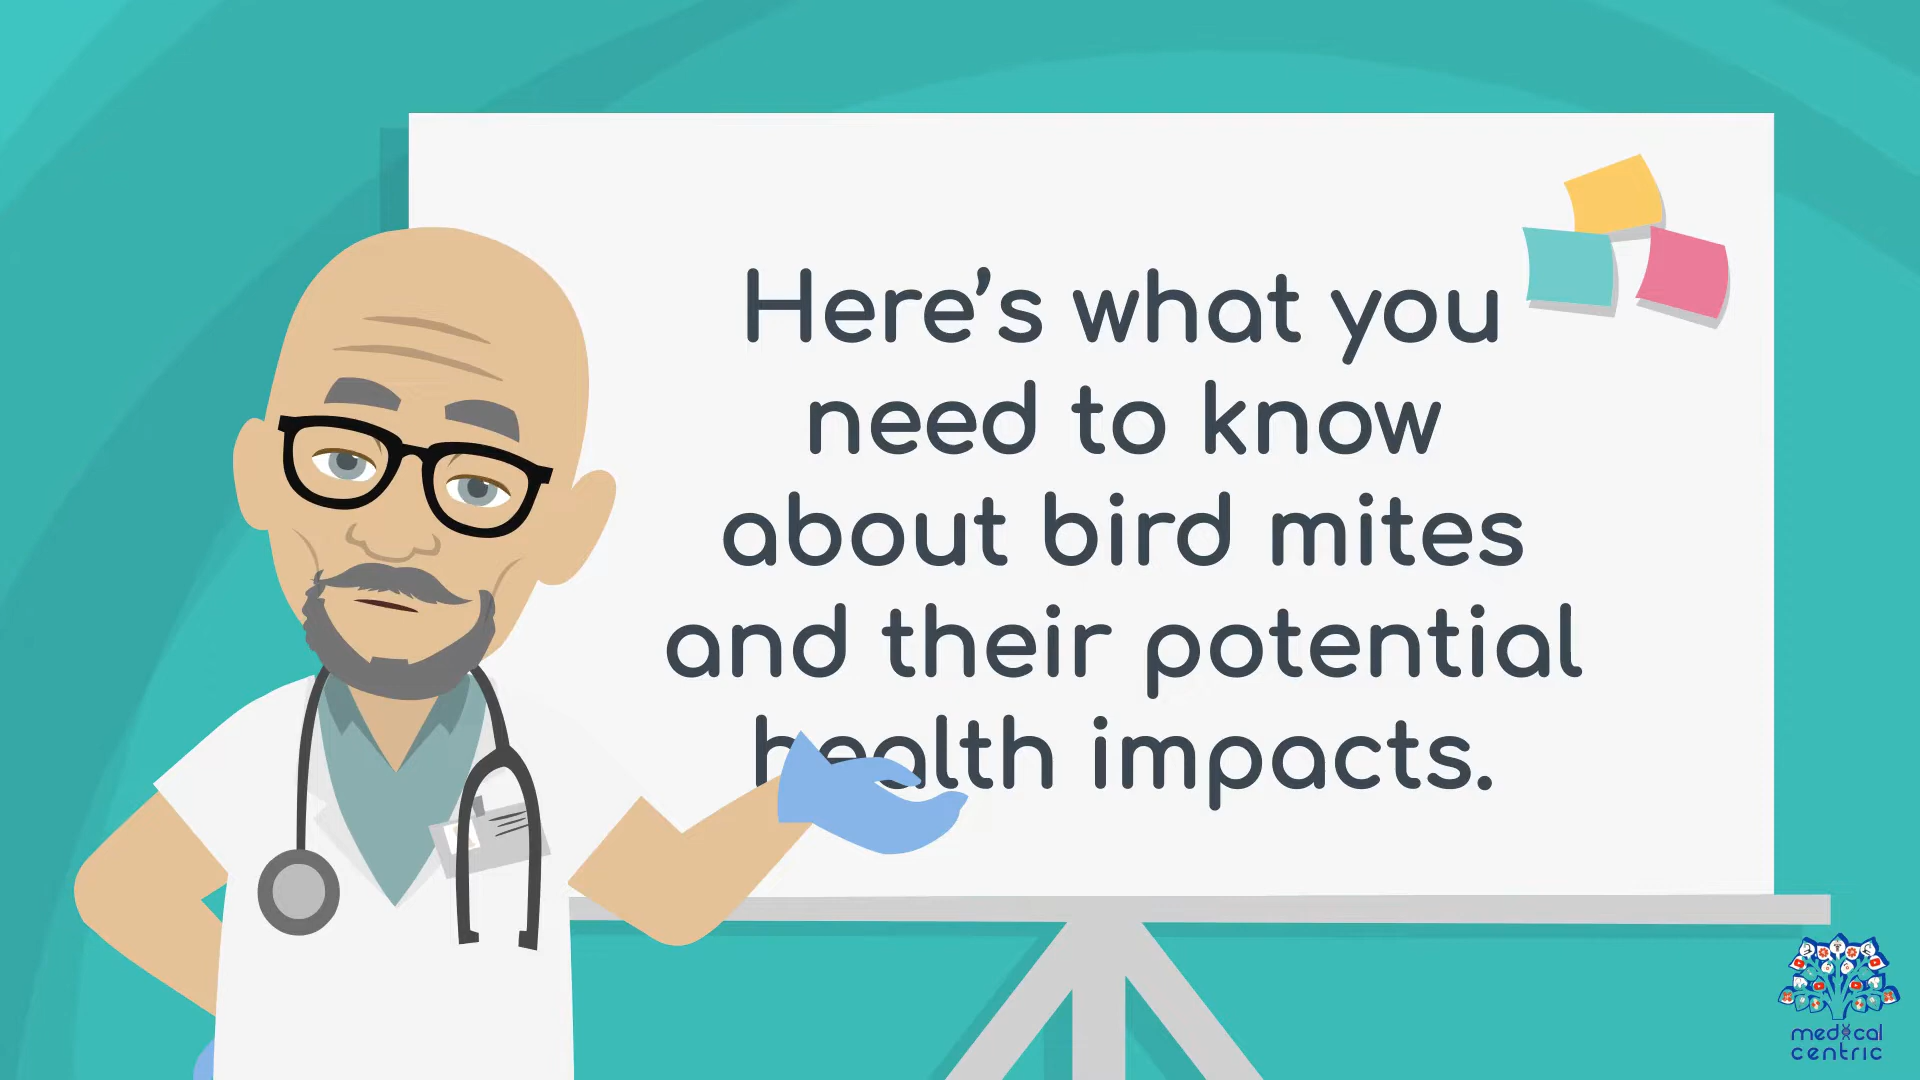 Here’s what you
need to know
about bird mites
and their potential
health impacts.
medical
centric